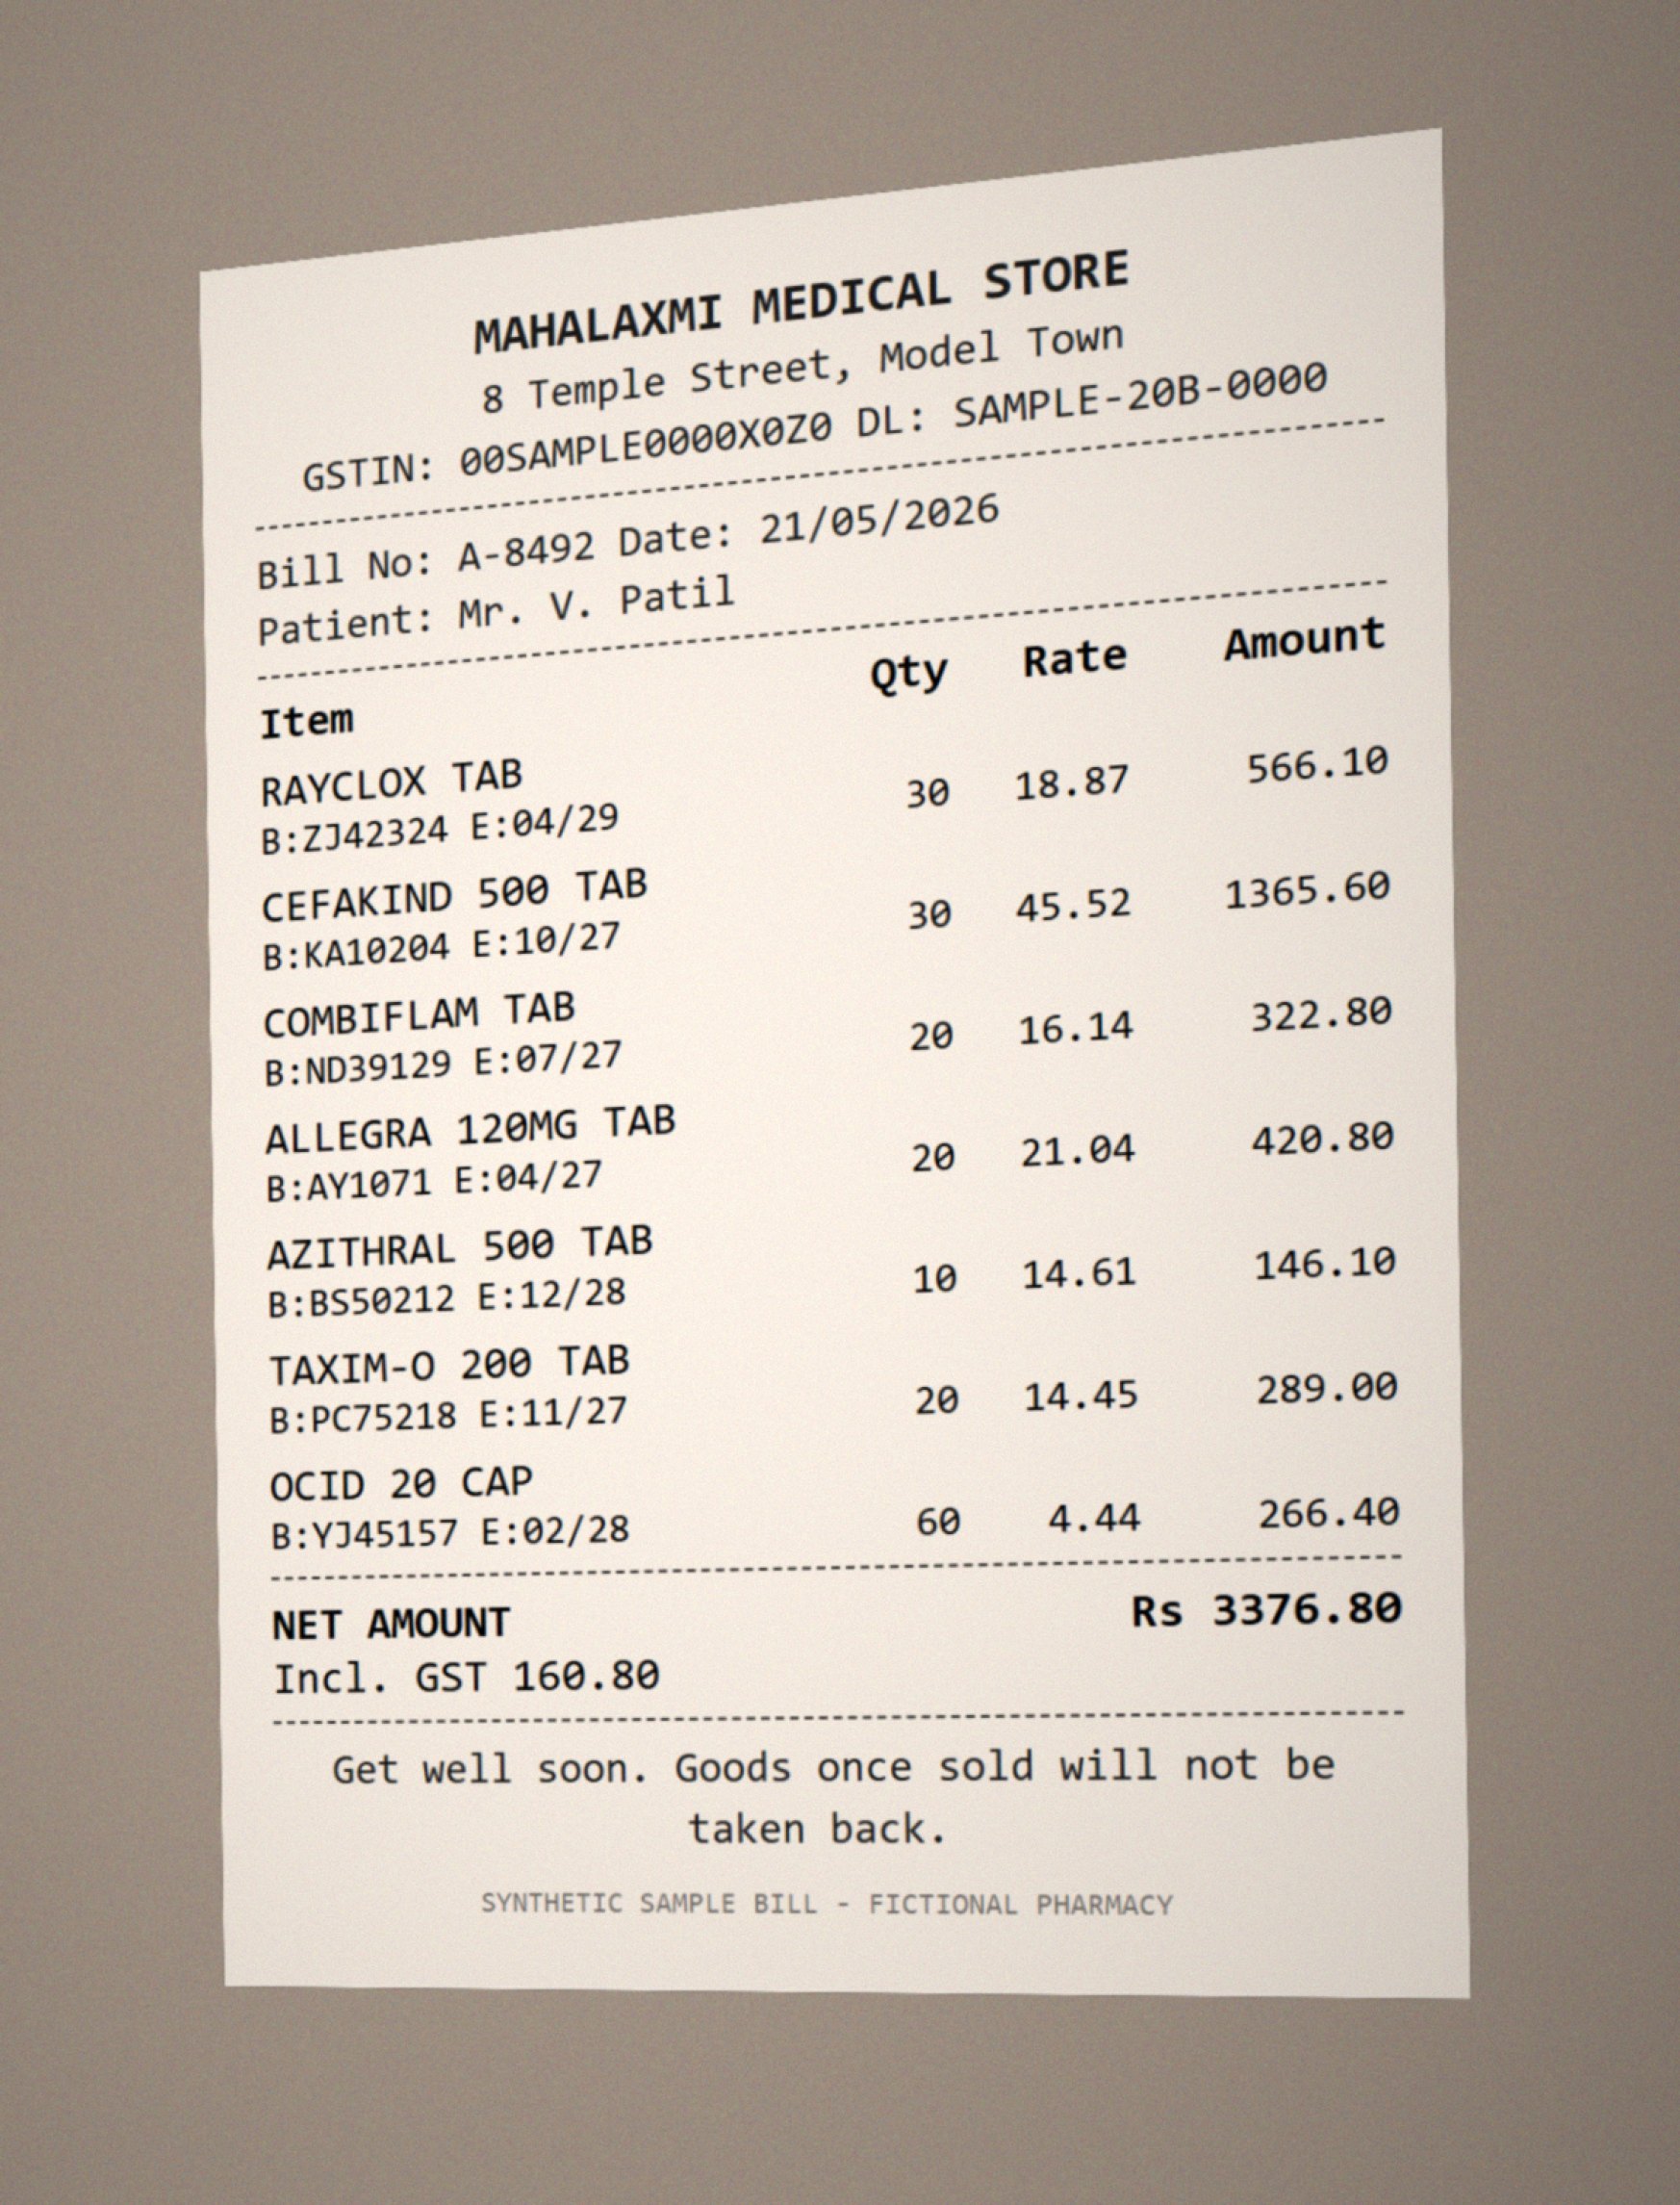 MAHALAXMI MEDICAL STORE
8 Temple Street, Model Town
GSTIN: 00SAMPLE0000X0Z0 DL: SAMPLE-20B-0000
Bill No: A-8492 Date: 21/05/2026
Patient: Mr. V. Patil
Item Qty Rate Amount
RAYCLOX TAB
B:ZJ42324 E:04/29 30 18.87 566.10
CEFAKIND 500 TAB
B:KA10204 E:10/27 30 45.52 1365.60
COMBIFLAM TAB
B:ND39129 E:07/27 20 16.14 322.80
ALLEGRA 120MG TAB
B:AY1071 E:04/27 20 21.04 420.80
AZITHRAL 500 TAB
B:BS50212 E:12/28 10 14.61 146.10
TAXIM-O 200 TAB
B:PC75218 E:11/27 20 14.45 289.00
OCID 20 CAP
B:YJ45157 E:02/28 60 4.44 266.40
NET AMOUNT Rs 3376.80
Incl. GST 160.80
Get well soon. Goods once sold will not be
taken back.
SYNTHETIC SAMPLE BILL - FICTIONAL PHARMACY